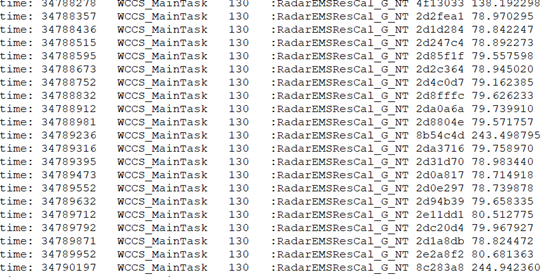 time: 34788278 WCCS_MainTask 130 :RadarEMSResCal_G_NT 4f13033 138.192298
time: 34788357 WCCS_MainTask 130 :RadarEMSResCal_G_NT 2d2fea1 78.970295
time: 34788436 WCCS_MainTask 130 :RadarEMSResCal_G_NT 2d1d284 78.842247
time: 34788515 WCCS_MainTask 130 :RadarEMSResCal_G_NT 2d247c4 78.892273
time: 34788595 WCCS_MainTask 130 :RadarEMSResCal_G_NT 2d85f1f 79.557598
time: 34788673 WCCS_MainTask 130 :RadarEMSResCal_G_NT 2d2c364 78.945020
time: 34788752 WCCS_MainTask 130 :RadarEMSResCal_G_NT 2d4c0d7 79.162385
time: 34788832 WCCS_MainTask 130 :RadarEMSResCal_G_NT 2d8fffc 79.626233
time: 34788912 WCCS_MainTask 130 :RadarEMSResCal_G_NT 2da0a6a 79.739910
time: 34788981 WCCS_MainTask 130 :RadarEMSResCal_G_NT 2d8804e 79.571757
time: 34789236 WCCS_MainTask 130 :RadarEMSResCal_G_NT 8b54c4d 243.498795
time: 34789316 WCCS_MainTask 130 :RadarEMSResCal_G_NT 2da3716 79.758970
time: 34789395 WCCS_MainTask 130 :RadarEMSResCal_G_NT 2d31d70 78.983440
time: 34789473 WCCS_MainTask 130 :RadarEMSResCal_G_NT 2d0a817 78.714918
time: 34789552 WCCS_MainTask 130 :RadarEMSResCal_G_NT 2d0e297 78.739878
time: 34789632 WCCS_MainTask 130 :RadarEMSResCal_G_NT 2d94b39 79.658335
time: 34789712 WCCS_MainTask 130 :RadarEMSResCal_G_NT 2e11dd1 80.512775
time: 34789792 WCCS_MainTask 130 :RadarEMSResCal_G_NT 2dc20d4 79.967927
time: 34789871 WCCS_MainTask 130 :RadarEMSResCal_G_NT 2d1a8db 78.824472
time: 34789952 WCCS_MainTask 130 :RadarEMSResCal_G_NT 2e2a8f2 80.681363
time: 34790197 WCCS_MainTask 130 :RadarEMSResCal_G_NT 8c283a8 244.942360